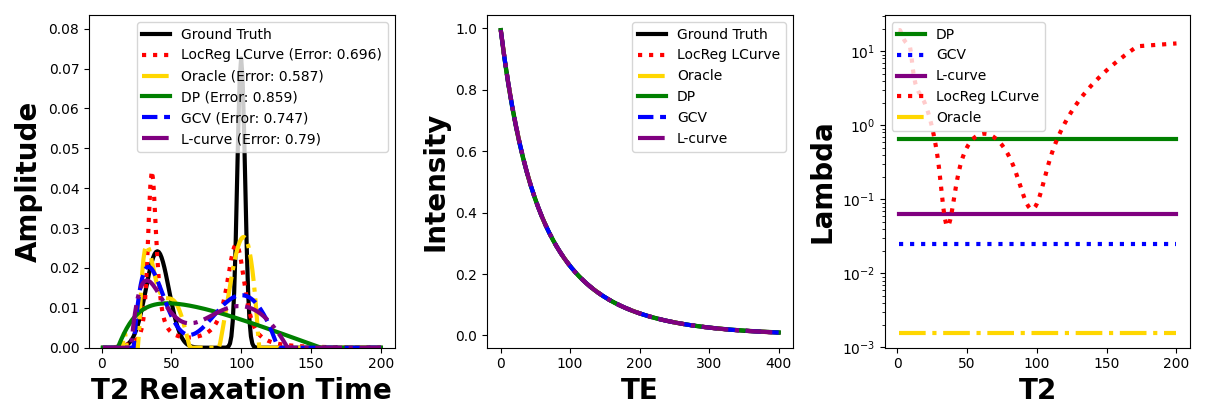 0.08
0.07
0.06
0.05
0.04
0.03
0.02
0.01
0.00
Amplitude
Ground Truth
LocReg LCurve (Error: 0.696)
Oracle (Error: 0.587)
DP (Error: 0.859)
GCV (Error: 0.747)
L-curve (Error: 0.79)
0 50 100 150 200
T2 Relaxation Time
1.0
0.8
0.6
0.4
0.2
0.0
Intensity
Ground Truth
LocReg LCurve
Oracle
DP
GCV
L-curve
0 100 200 300 400
TE
10¹
10⁰
10⁻¹
10⁻²
10⁻³
Lambda
DP
GCV
L-curve
LocReg LCurve
Oracle
0 50 100 150 200
T2